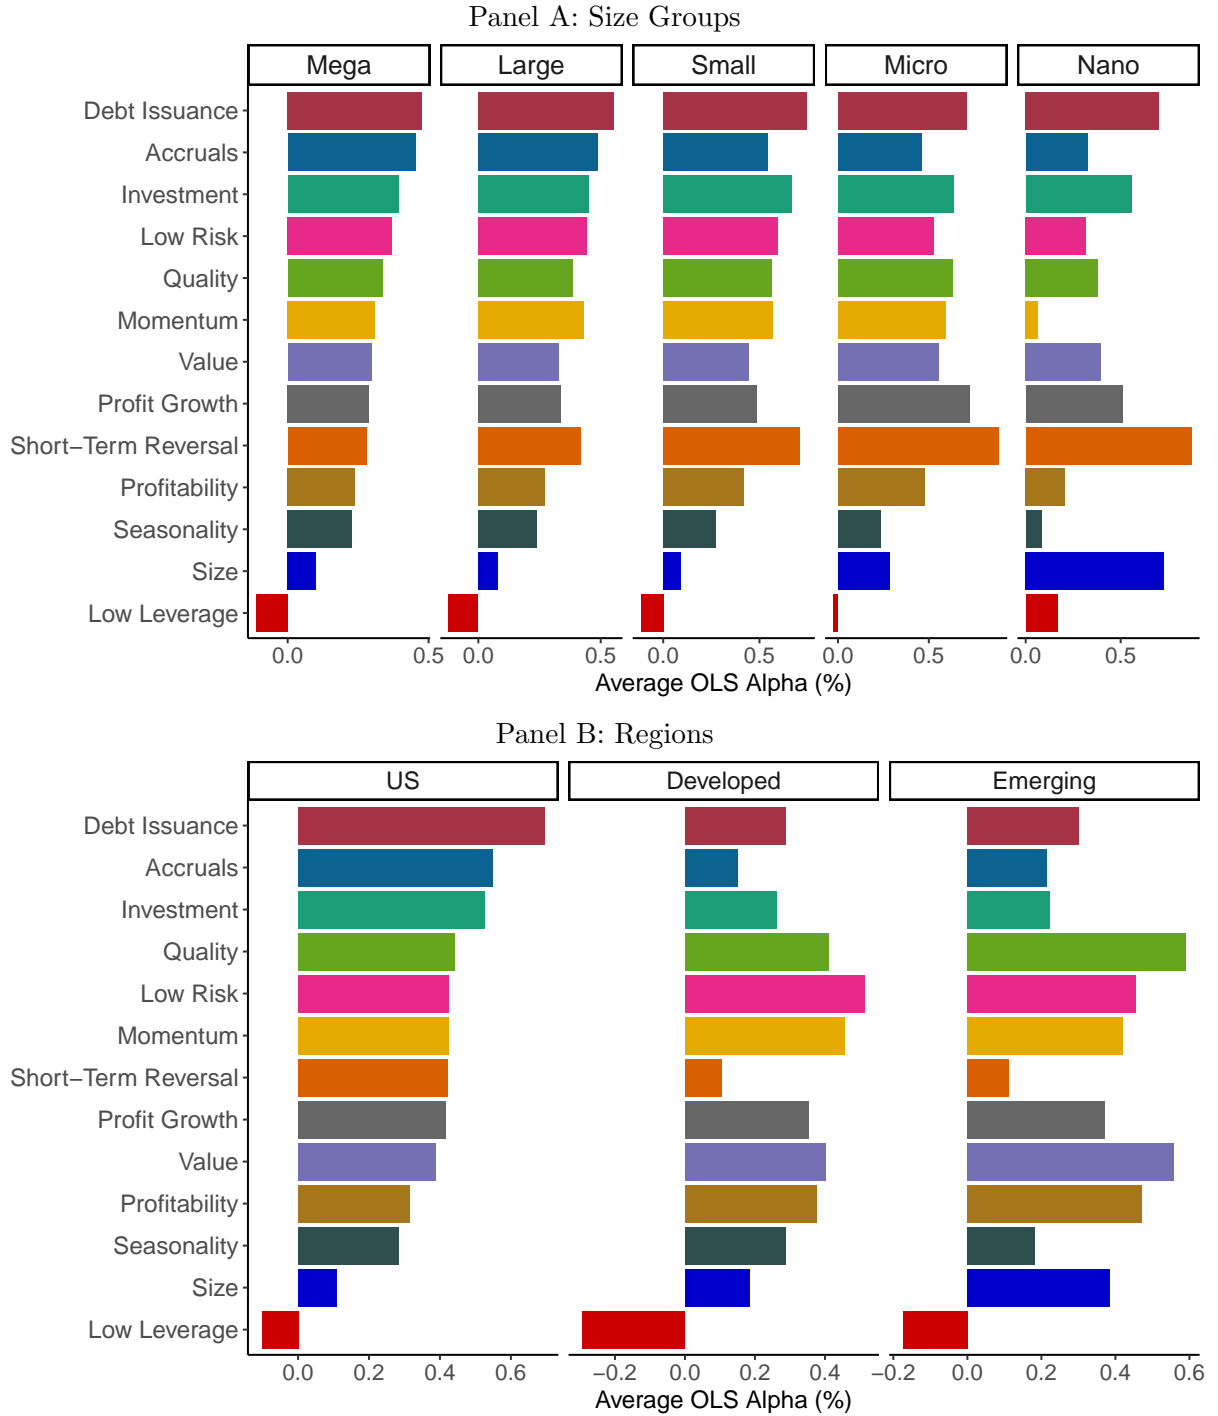 Panel A: Size Groups
Mega Large Small Micro Nano
Debt Issuance
Accruals
Investment
Low Risk
Quality
Momentum
Value
Profit Growth
Short−Term Reversal
Profitability
Seasonality
Size
Low Leverage
0.0 0.5 0.0 0.5 0.0 0.5 0.0 0.5 0.0 0.5
Average OLS Alpha (%)
Panel B: Regions
US Developed Emerging
Debt Issuance
Accruals
Investment
Quality
Low Risk
Momentum
Short−Term Reversal
Profit Growth
Value
Profitability
Seasonality
Size
Low Leverage
0.0 0.2 0.4 0.6 −0.2 0.0 0.2 0.4 −0.2 0.0 0.2 0.4 0.6
Average OLS Alpha (%)